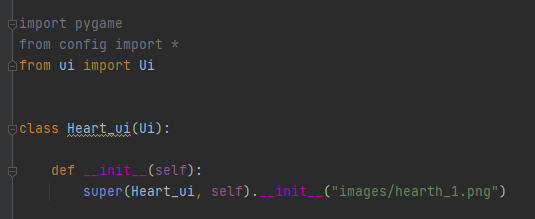 import pygame
from config import *
from ui import Ui
class Heart_ui(Ui):
def __init__(self):
super(Heart_ui, self).__init__("images/hearth_1.png")